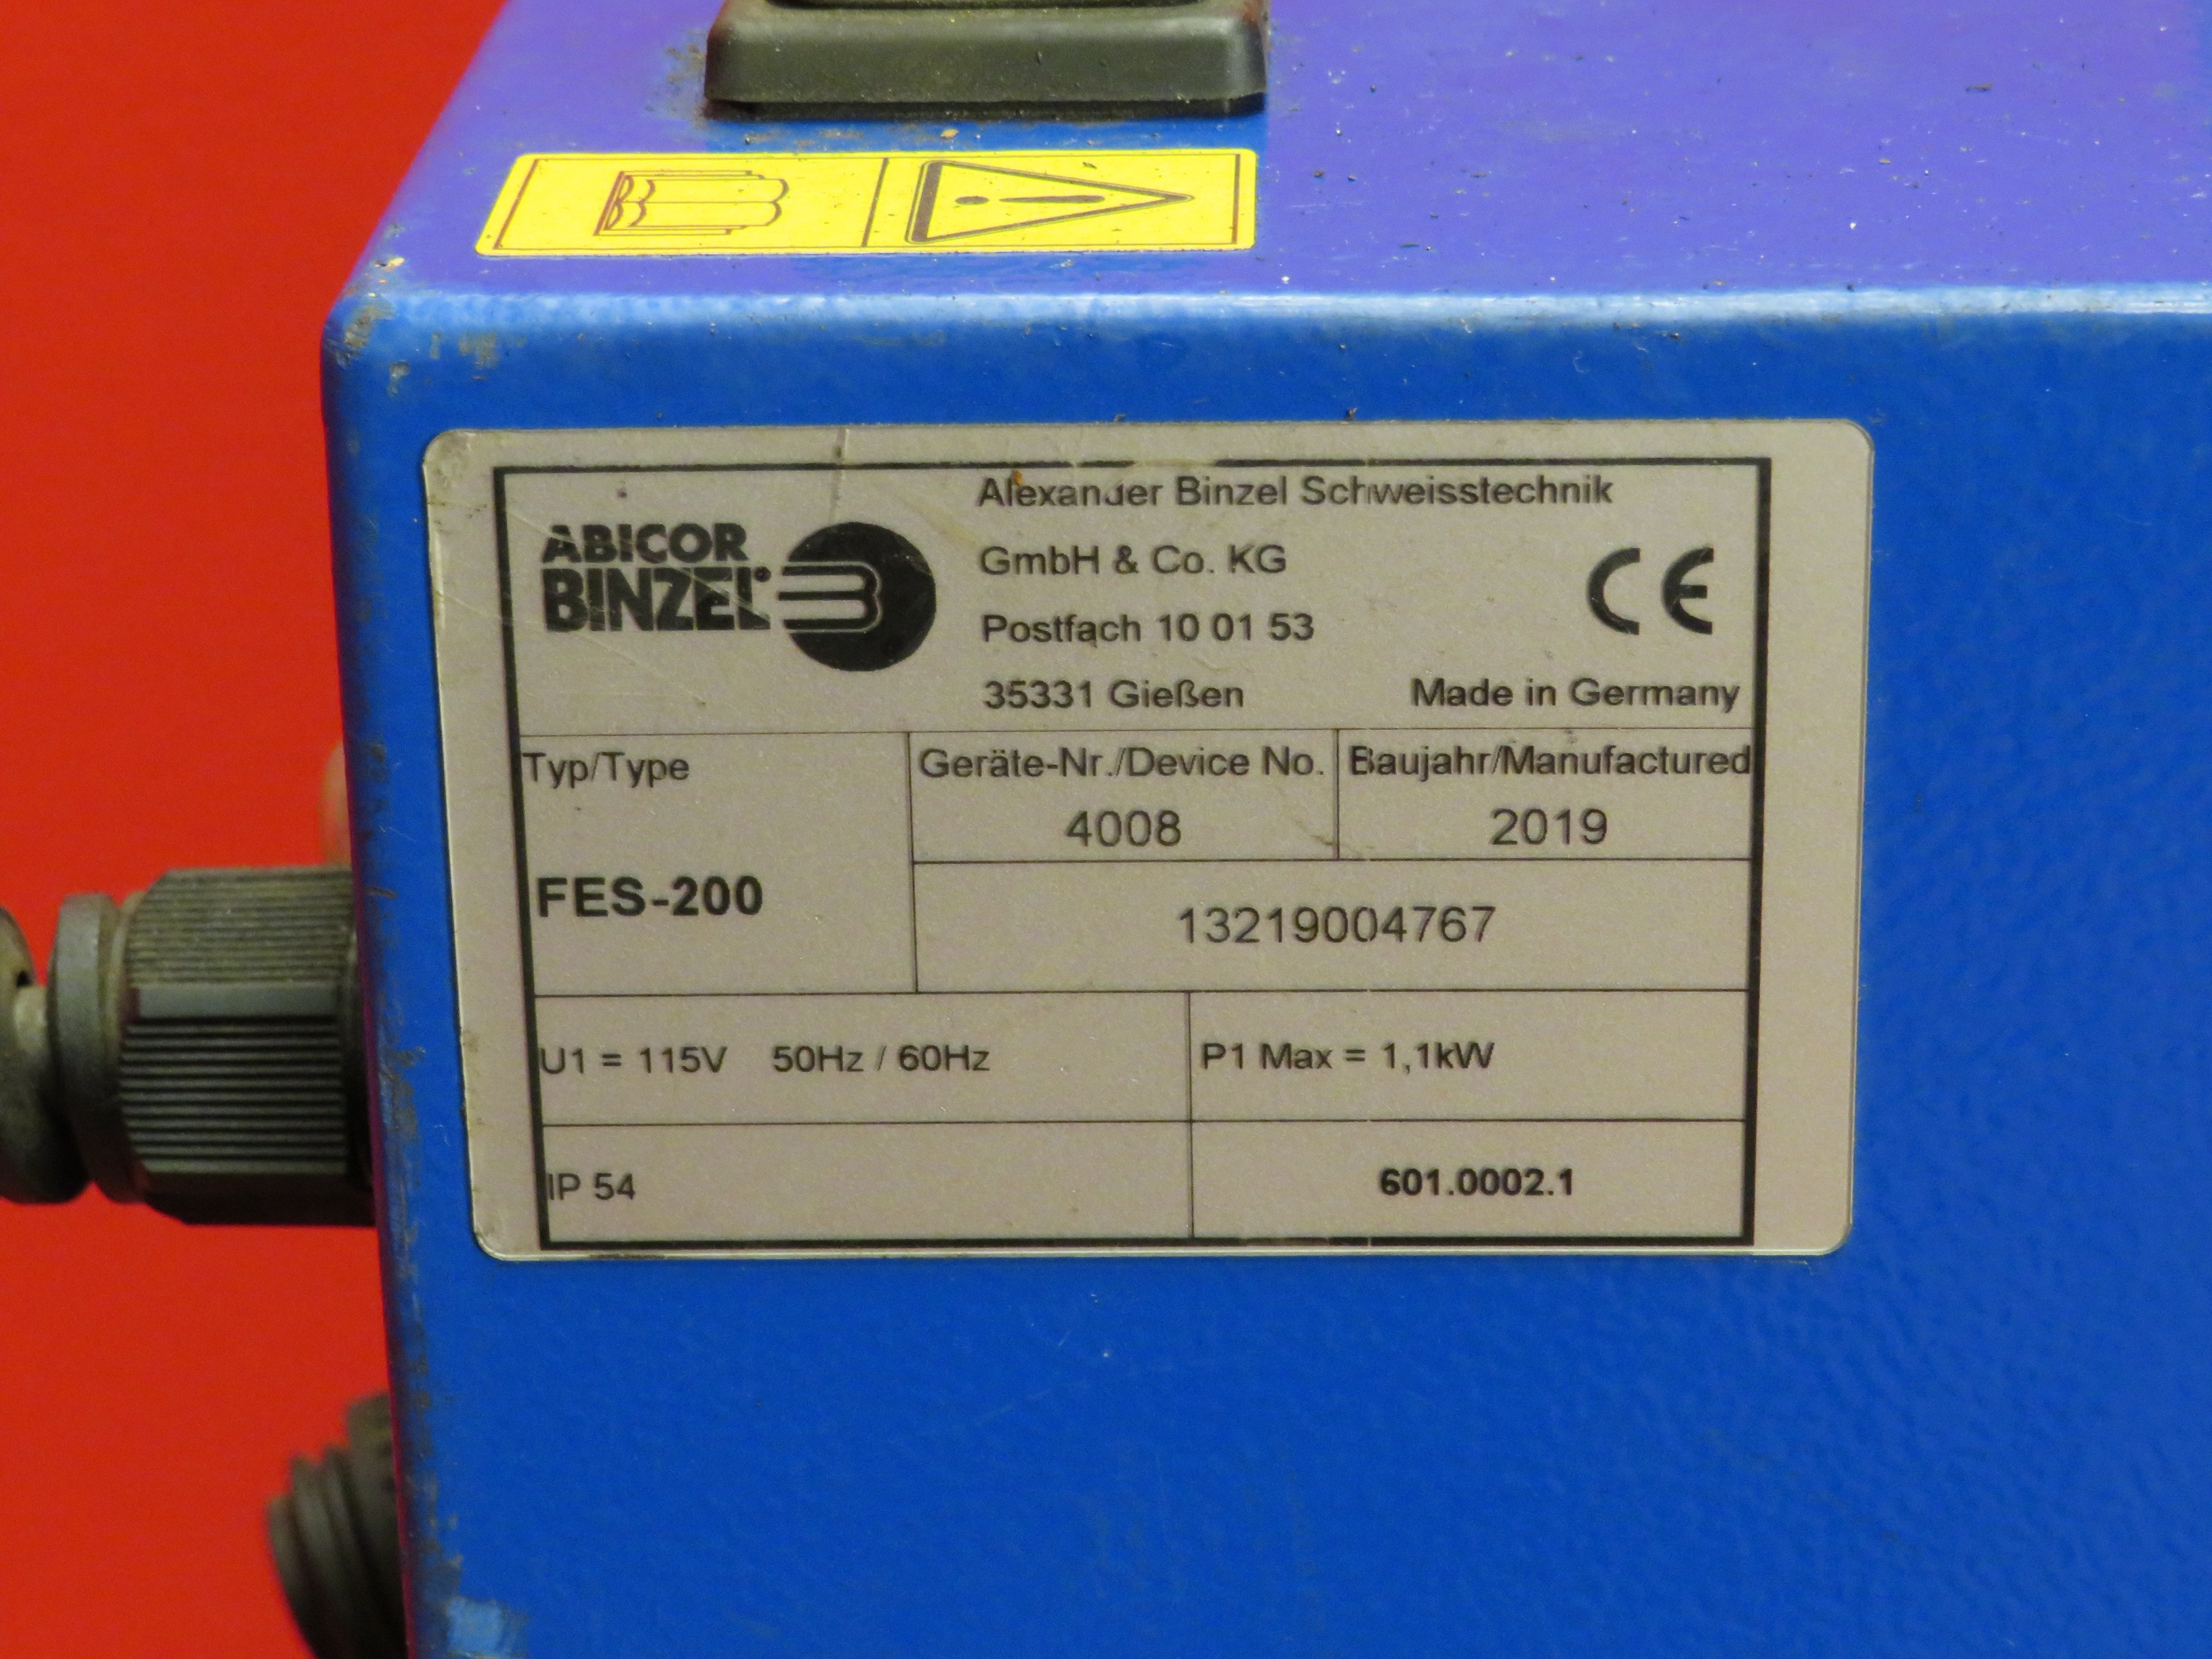 Alexander Binzel Schweisstechnik
ABICOR
BINZEL®
GmbH & Co. KG
CE
Postfach 10 01 53
35331 Gießen
Made in Germany
Typ/Type
Geräte-Nr./Device No.
Baujahr/Manufactured
4008
2019
FES-200
13219004767
U1 = 115V 50Hz / 60Hz
P1 Max = 1,1kW
IP 54
601.0002.1